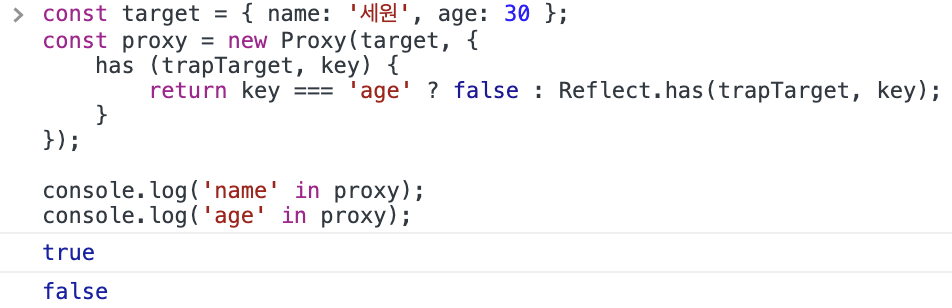 > const target = { name: '세원', age: 30 };
const proxy = new Proxy(target, {
    has (trapTarget, key) {
        return key === 'age' ? false : Reflect.has(trapTarget, key);
    }
});

console.log('name' in proxy);
console.log('age' in proxy);
true
false